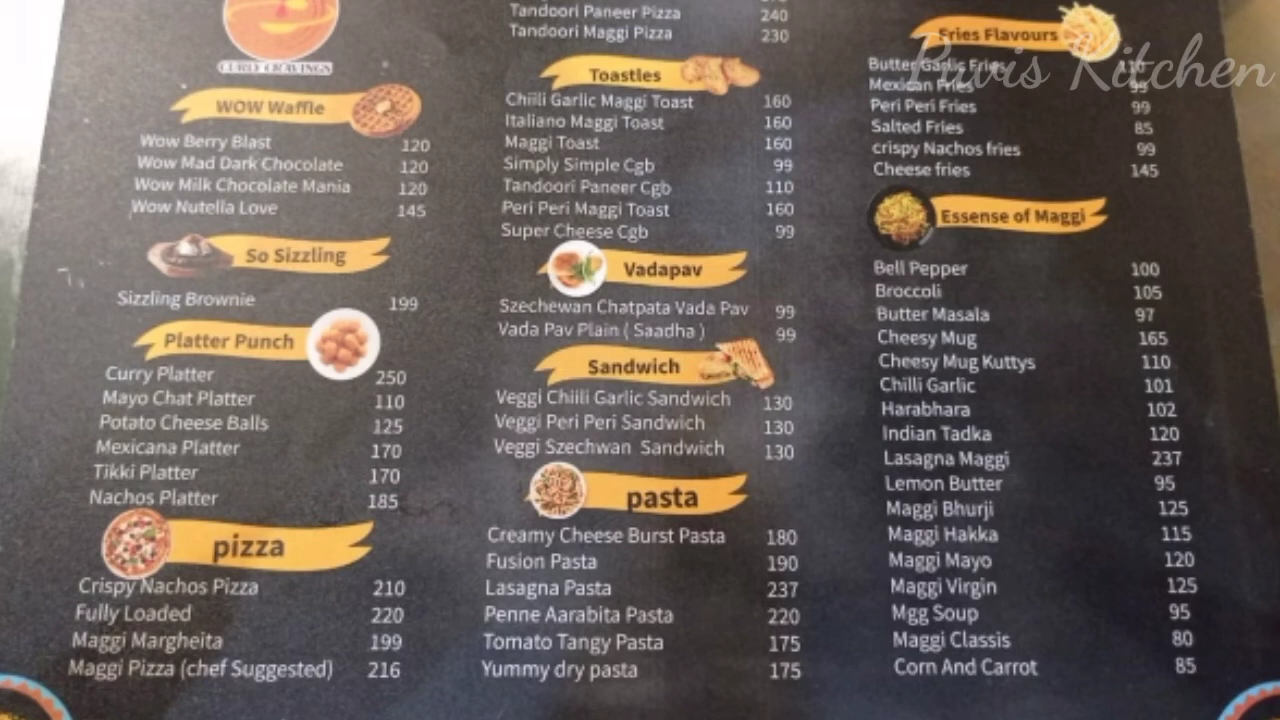 CURLY CRAVINGS
WOW Waffle
Wow Berry Blast 120
Wow Mad Dark Chocolate 120
Wow Milk Chocolate Mania 120
Wow Nutella Love 145
So Sizzling
Sizzling Brownie 199
Platter Punch
Curry Platter 250
Mayo Chat Platter 110
Potato Cheese Balls 125
Mexicana Platter 170
Tikki Platter 170
Nachos Platter 185
pizza
Crispy Nachos Pizza 210
Fully Loaded 220
Maggi Margheita 199
Maggi Pizza (chef Suggested) 216
Tandoori Paneer Pizza 240
Tandoori Maggi Pizza 230
Toastles
Chiili Garlic Maggi Toast 160
Italiano Maggi Toast 160
Maggi Toast 160
Simply Simple Cgb 99
Tandoori Paneer Cgb 110
Peri Peri Maggi Toast 160
Super Cheese Cgb 99
Vadapav
Szechewan Chatpata Vada Pav 99
Vada Pav Plain ( Saadha ) 99
Sandwich
Veggi Chiili Garlic Sandwich 130
Veggi Peri Peri Sandwich 130
Veggi Szechwan Sandwich 130
pasta
Creamy Cheese Burst Pasta 180
Fusion Pasta 190
Lasagna Pasta 237
Penne Aarabita Pasta 220
Tomato Tangy Pasta 175
Yummy dry pasta 175
Fries Flavours
Pavis Kitchen
Butter Garlic Fries 110
Mexican Fries 99
Peri Peri Fries 99
Salted Fries 85
crispy Nachos fries 99
Cheese fries 145
Essense of Maggi
Bell Pepper 100
Broccoli 105
Butter Masala 97
Cheesy Mug 165
Cheesy Mug Kuttys 110
Chilli Garlic 101
Harabhara 102
Indian Tadka 120
Lasagna Maggi 237
Lemon Butter 95
Maggi Bhurji 125
Maggi Hakka 115
Maggi Mayo 120
Maggi Virgin 125
Mgg Soup 95
Maggi Classis 80
Corn And Carrot 85